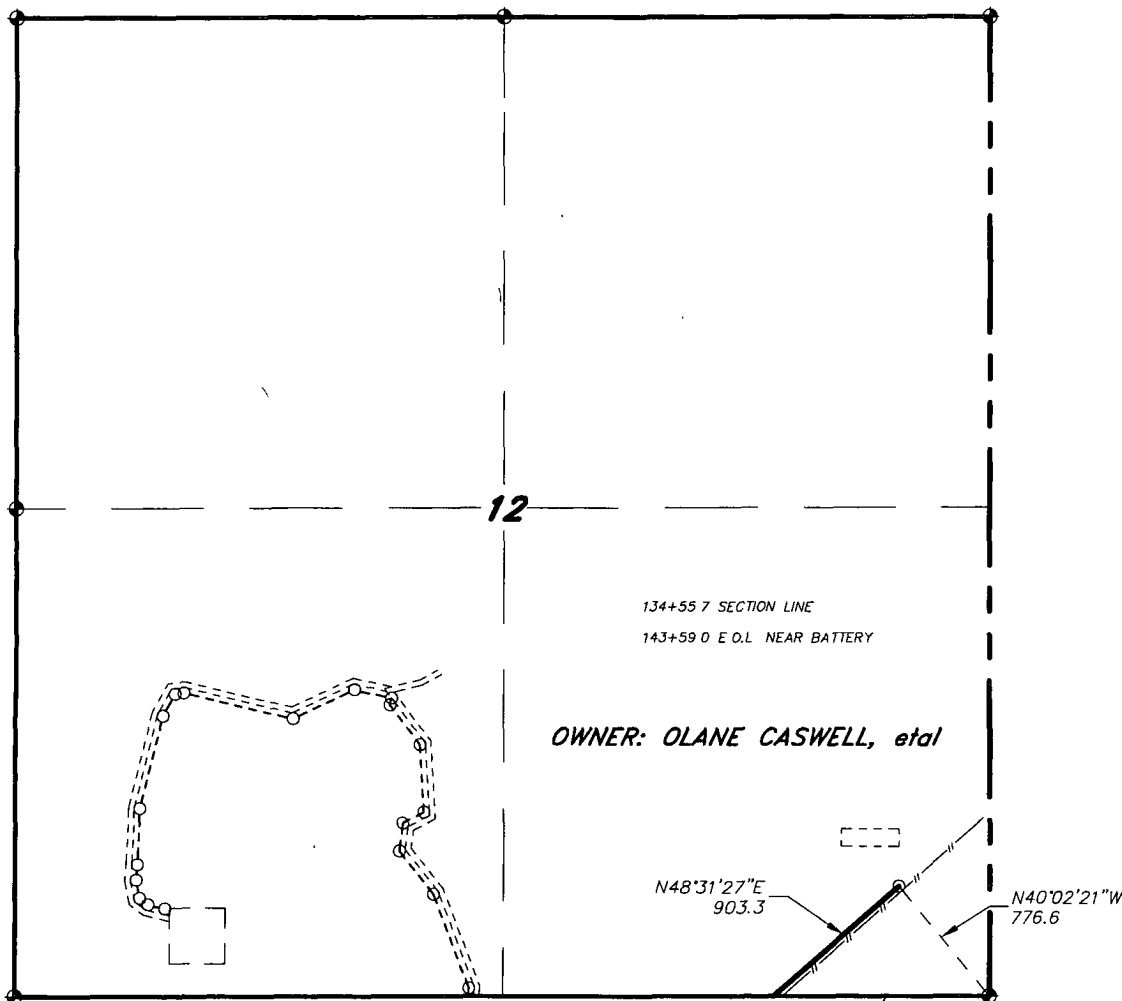 12
134+55 7 SECTION LINE
143+59 0 E O.L NEAR BATTERY
OWNER: OLANE CASWELL, etal
N48°31'27"E
903.3
N40°02'21"W
776.6